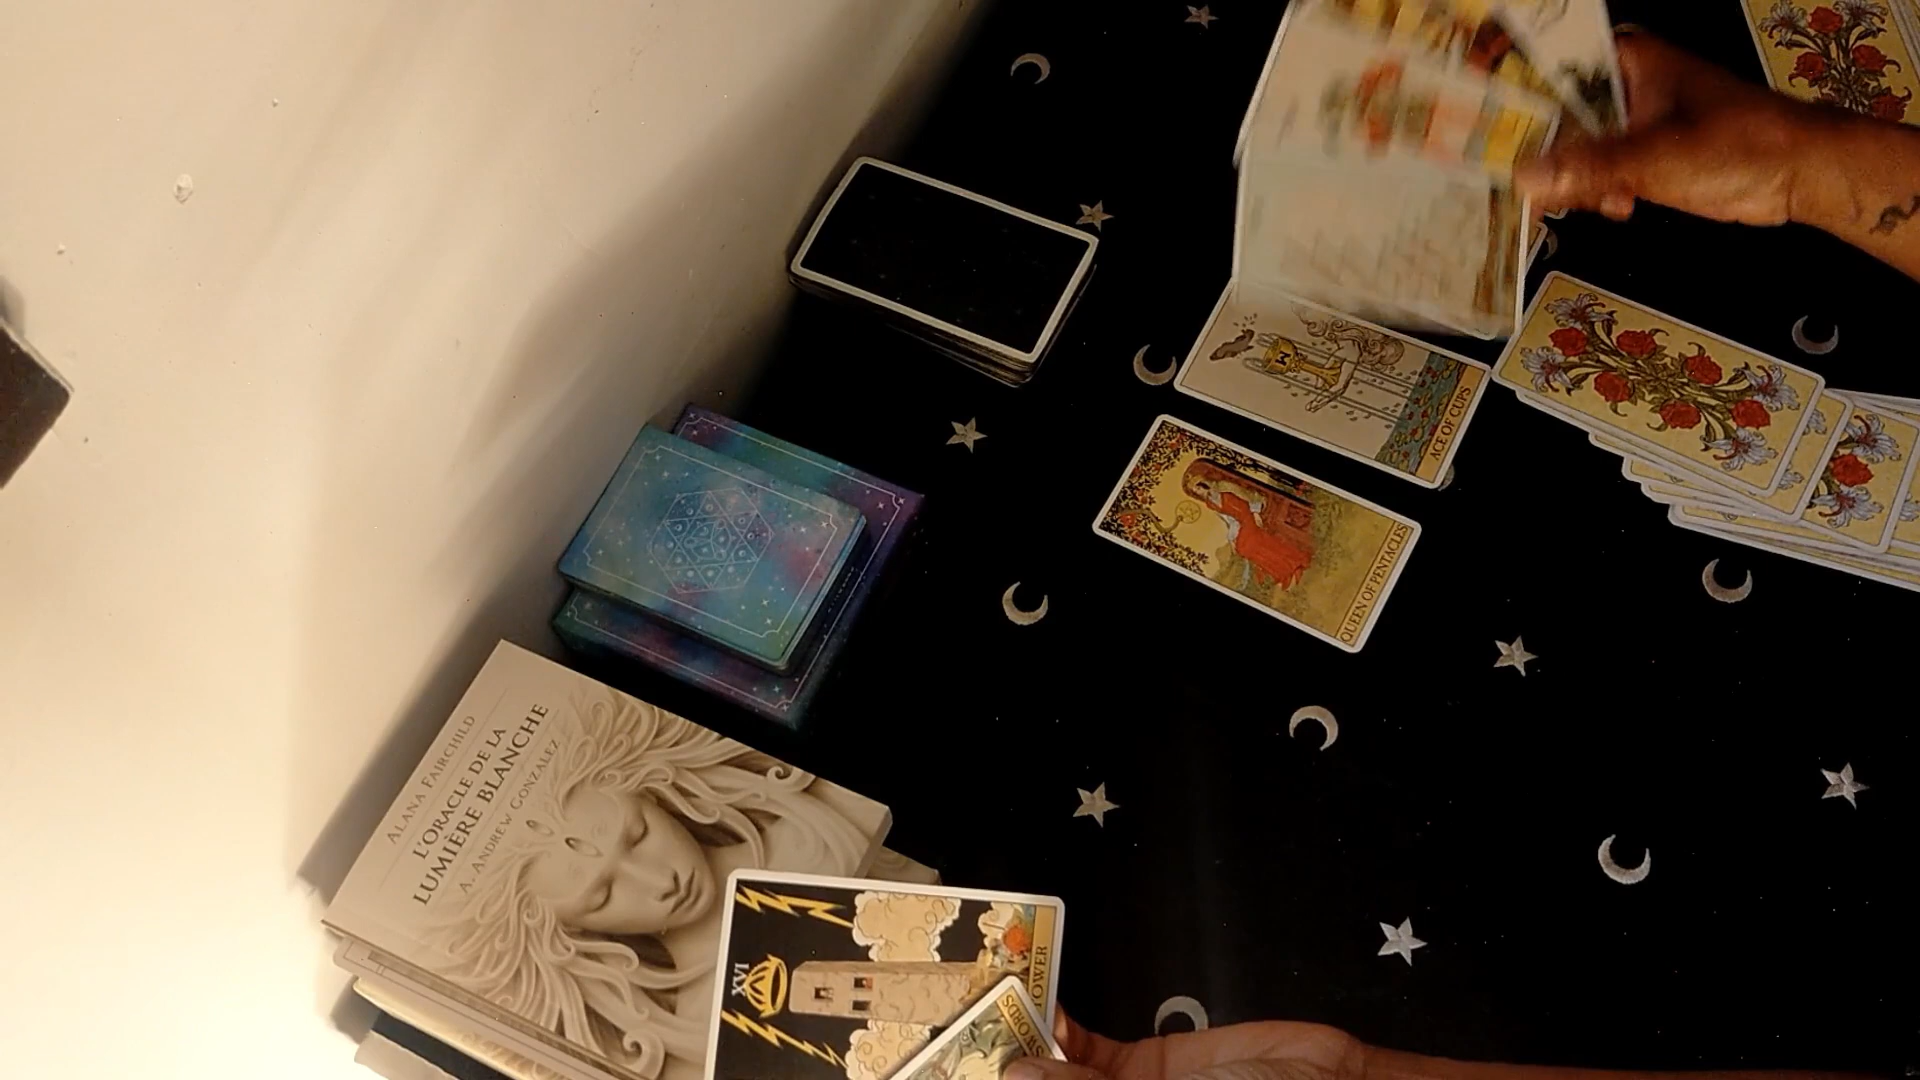 ACE OF CUPS
QUEEN OF PENTACLES
ALANA FAIRCHILD
L'ORACLE DE LA
LUMIÈRE BLANCHE
A. ANDREW GONZALEZ
XVI
TOWER
SWORDS